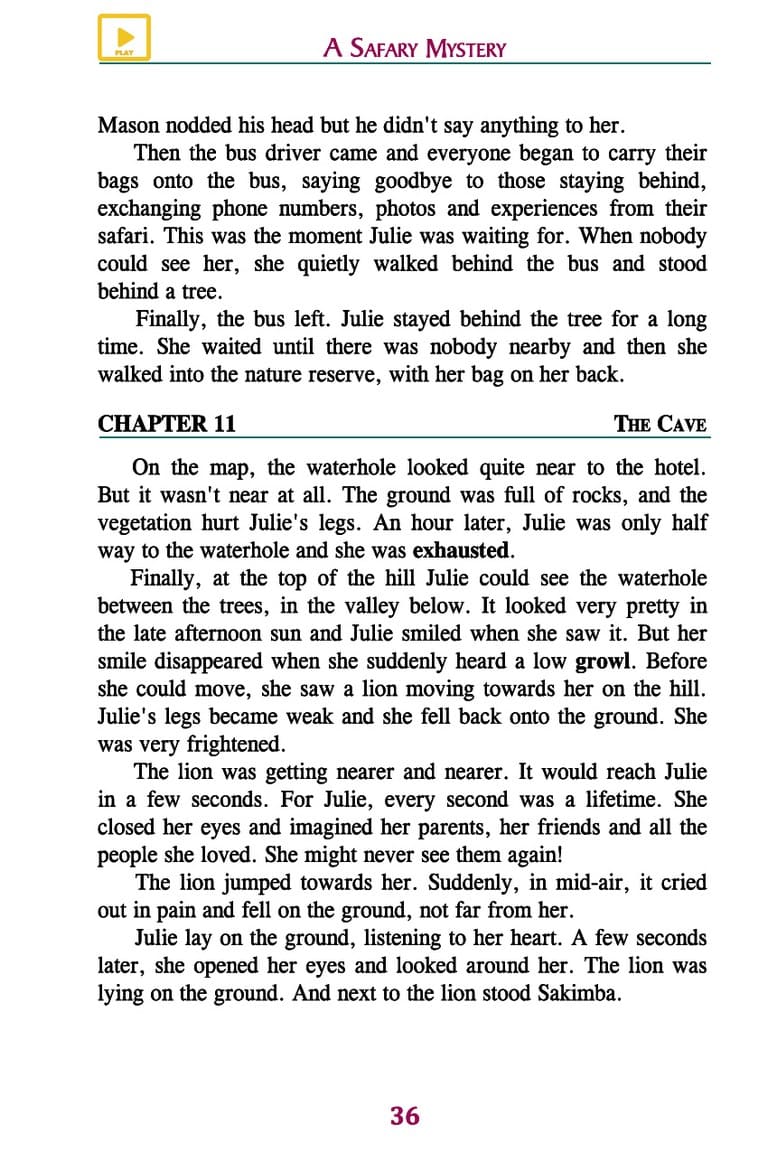 PLAY
A SAFARY MYSTERY
Mason nodded his head but he didn't say anything to her.
Then the bus driver came and everyone began to carry their
bags onto the bus, saying goodbye to those staying behind,
exchanging phone numbers, photos and experiences from their
safari. This was the moment Julie was waiting for. When nobody
could see her, she quietly walked behind the bus and stood
behind a tree.
Finally, the bus left. Julie stayed behind the tree for a long
time. She waited until there was nobody nearby and then she
walked into the nature reserve, with her bag on her back.
CHAPTER 11 THE CAVE
On the map, the waterhole looked quite near to the hotel.
But it wasn't near at all. The ground was full of rocks, and the
vegetation hurt Julie's legs. An hour later, Julie was only half
way to the waterhole and she was exhausted.
Finally, at the top of the hill Julie could see the waterhole
between the trees, in the valley below. It looked very pretty in
the late afternoon sun and Julie smiled when she saw it. But her
smile disappeared when she suddenly heard a low growl. Before
she could move, she saw a lion moving towards her on the hill.
Julie's legs became weak and she fell back onto the ground. She
was very frightened.
The lion was getting nearer and nearer. It would reach Julie
in a few seconds. For Julie, every second was a lifetime. She
closed her eyes and imagined her parents, her friends and all the
people she loved. She might never see them again!
The lion jumped towards her. Suddenly, in mid-air, it cried
out in pain and fell on the ground, not far from her.
Julie lay on the ground, listening to her heart. A few seconds
later, she opened her eyes and looked around her. The lion was
lying on the ground. And next to the lion stood Sakimba.
36